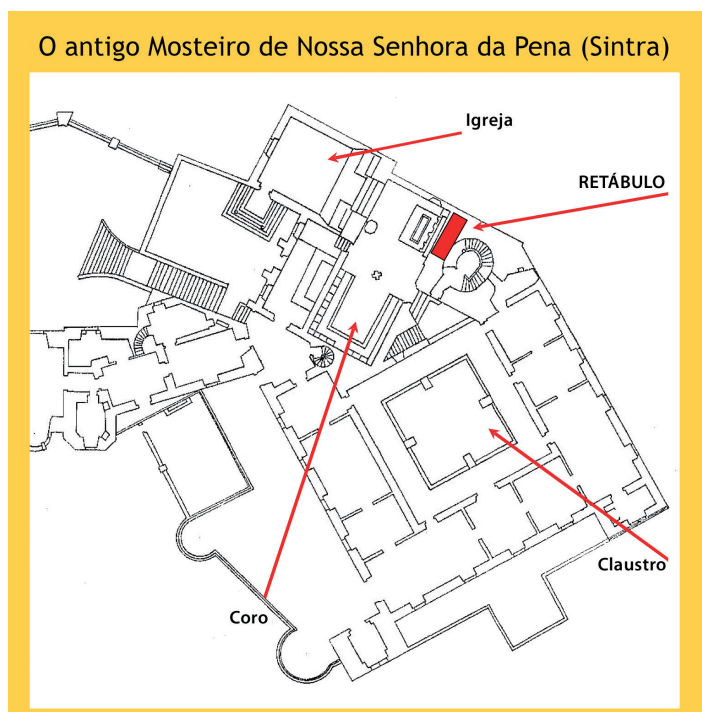 O antigo Mosteiro de Nossa Senhora da Pena (Sintra)
Igreja
RETÁBULO
Claustro
Coro